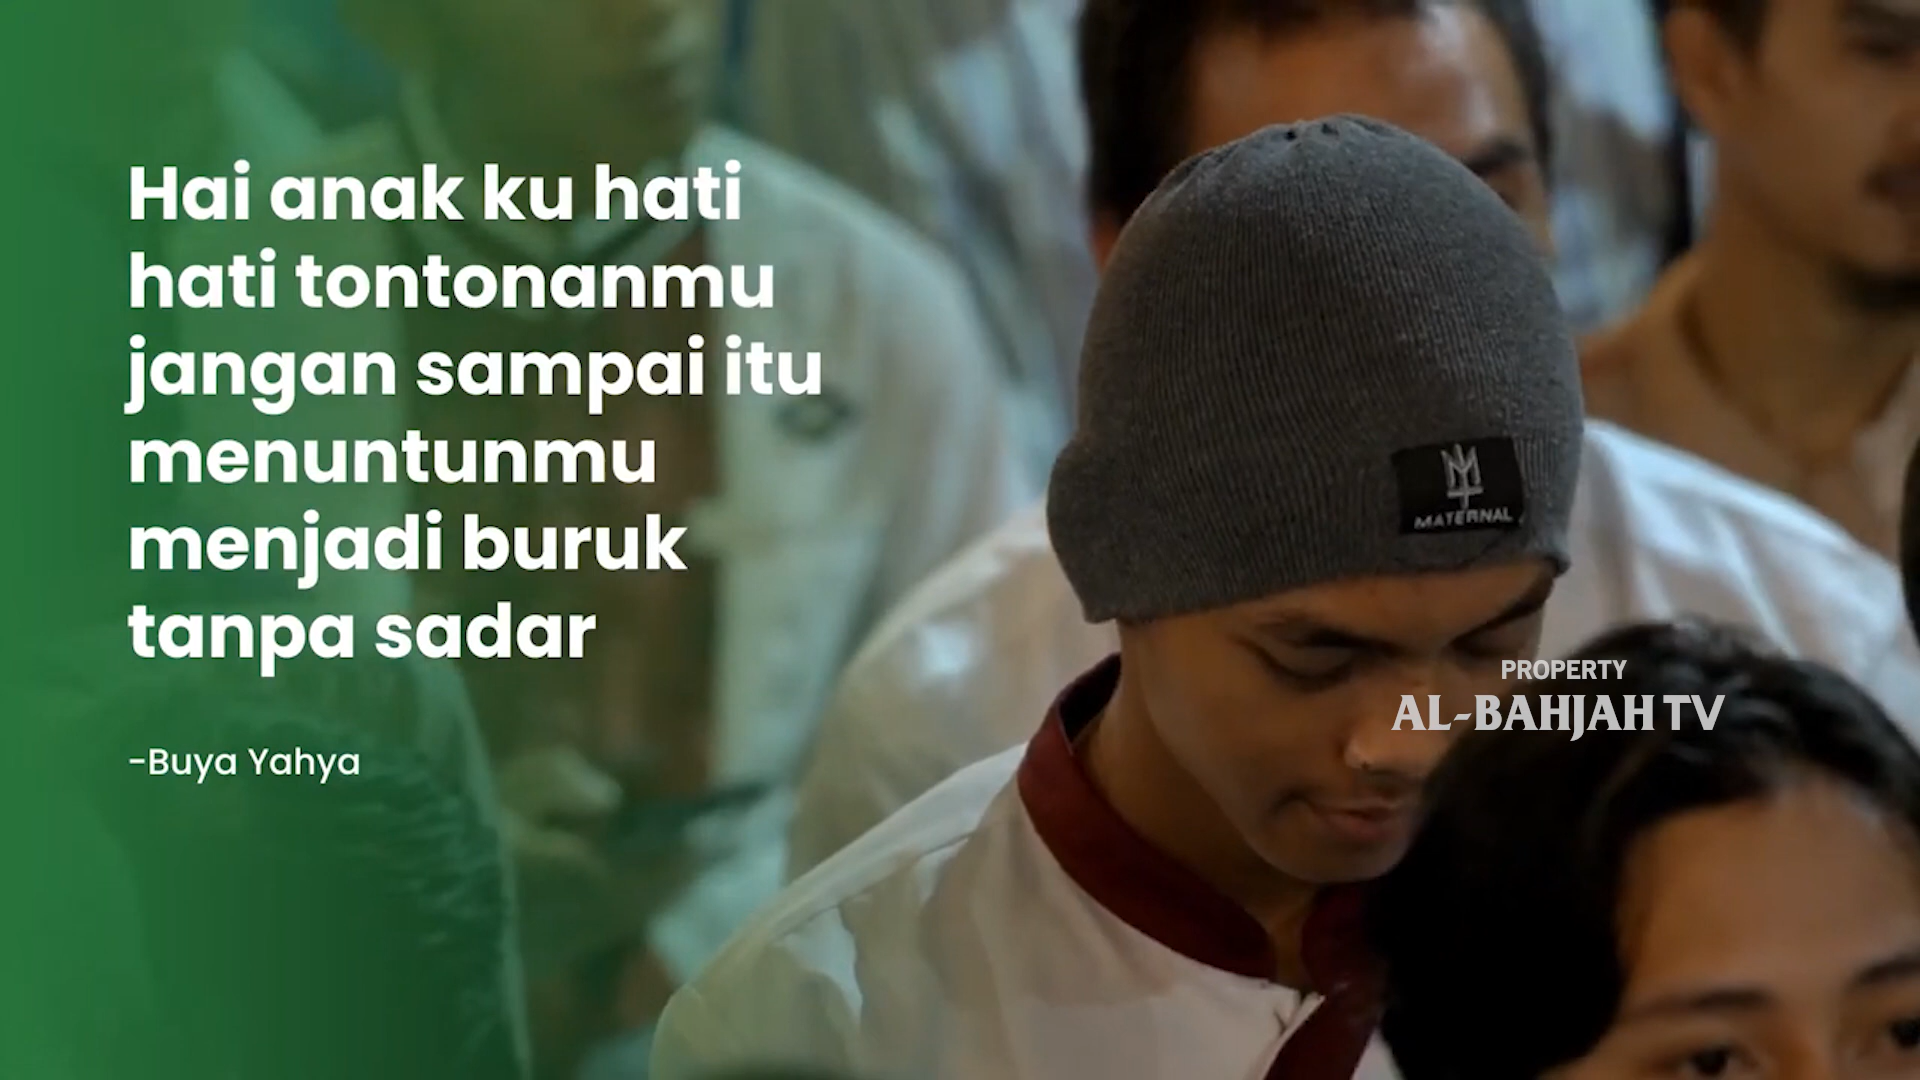 Hai anak ku hati
hati tontonanmu
jangan sampai itu
menuntunmu
menjadi buruk
tanpa sadar
-Buya Yahya
MATERNAL
PROPERTY
AL-BAHJAH TV